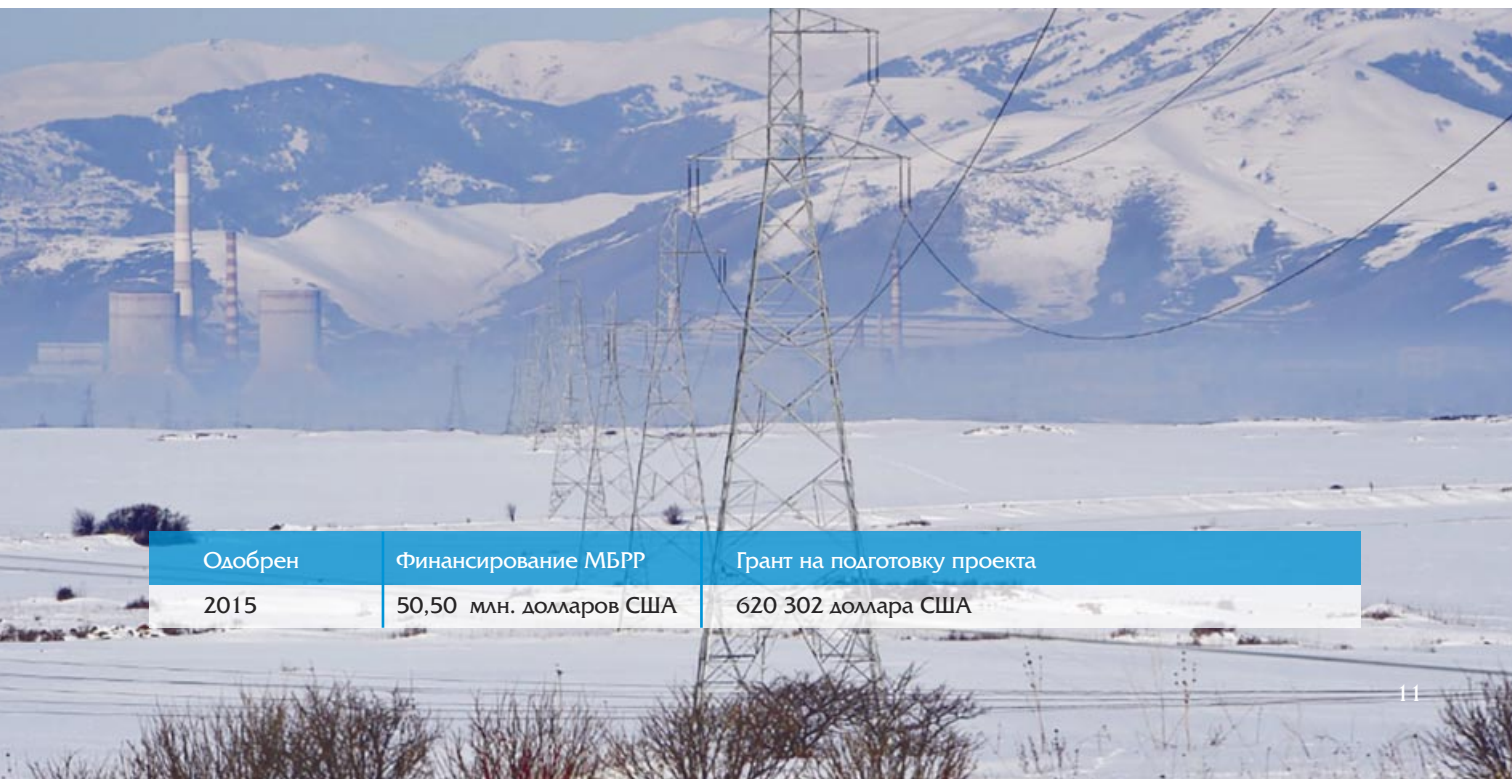 Одобрен Финансирование МБРР Грант на подготовку проекта
2015 50,50 млн. долларов США 620 302 доллара США
11